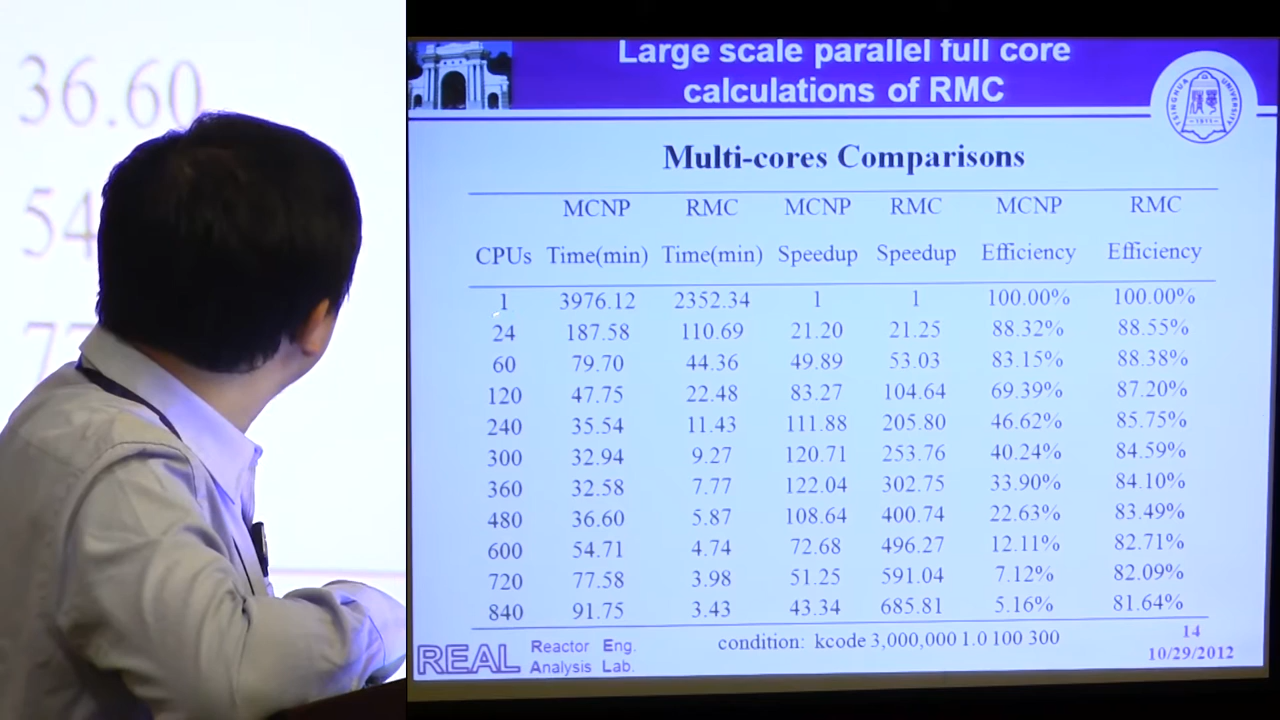 36.60
54
77
Large scale parallel full core
calculations of RMC
TSINGHUA UNIVERSITY
Multi-cores Comparisons
MCNP RMC MCNP RMC MCNP RMC
CPUs Time(min) Time(min) Speedup Speedup Efficiency Efficiency
1 3976.12 2352.34 1 1 100.00% 100.00%
24 187.58 110.69 21.20 21.25 88.32% 88.55%
60 79.70 44.36 49.89 53.03 83.15% 88.38%
120 47.75 22.48 83.27 104.64 69.39% 87.20%
240 35.54 11.43 111.88 205.80 46.62% 85.75%
300 32.94 9.27 120.71 253.76 40.24% 84.59%
360 32.58 7.77 122.04 302.75 33.90% 84.10%
480 36.60 5.87 108.64 400.74 22.63% 83.49%
600 54.71 4.74 72.68 496.27 12.11% 82.71%
720 77.58 3.98 51.25 591.04 7.12% 82.09%
840 91.75 3.43 43.34 685.81 5.16% 81.64%
condition: kcode 3,000,000 1.0 100 300
REAL Reactor Eng.
Analysis Lab.
14
10/29/2012